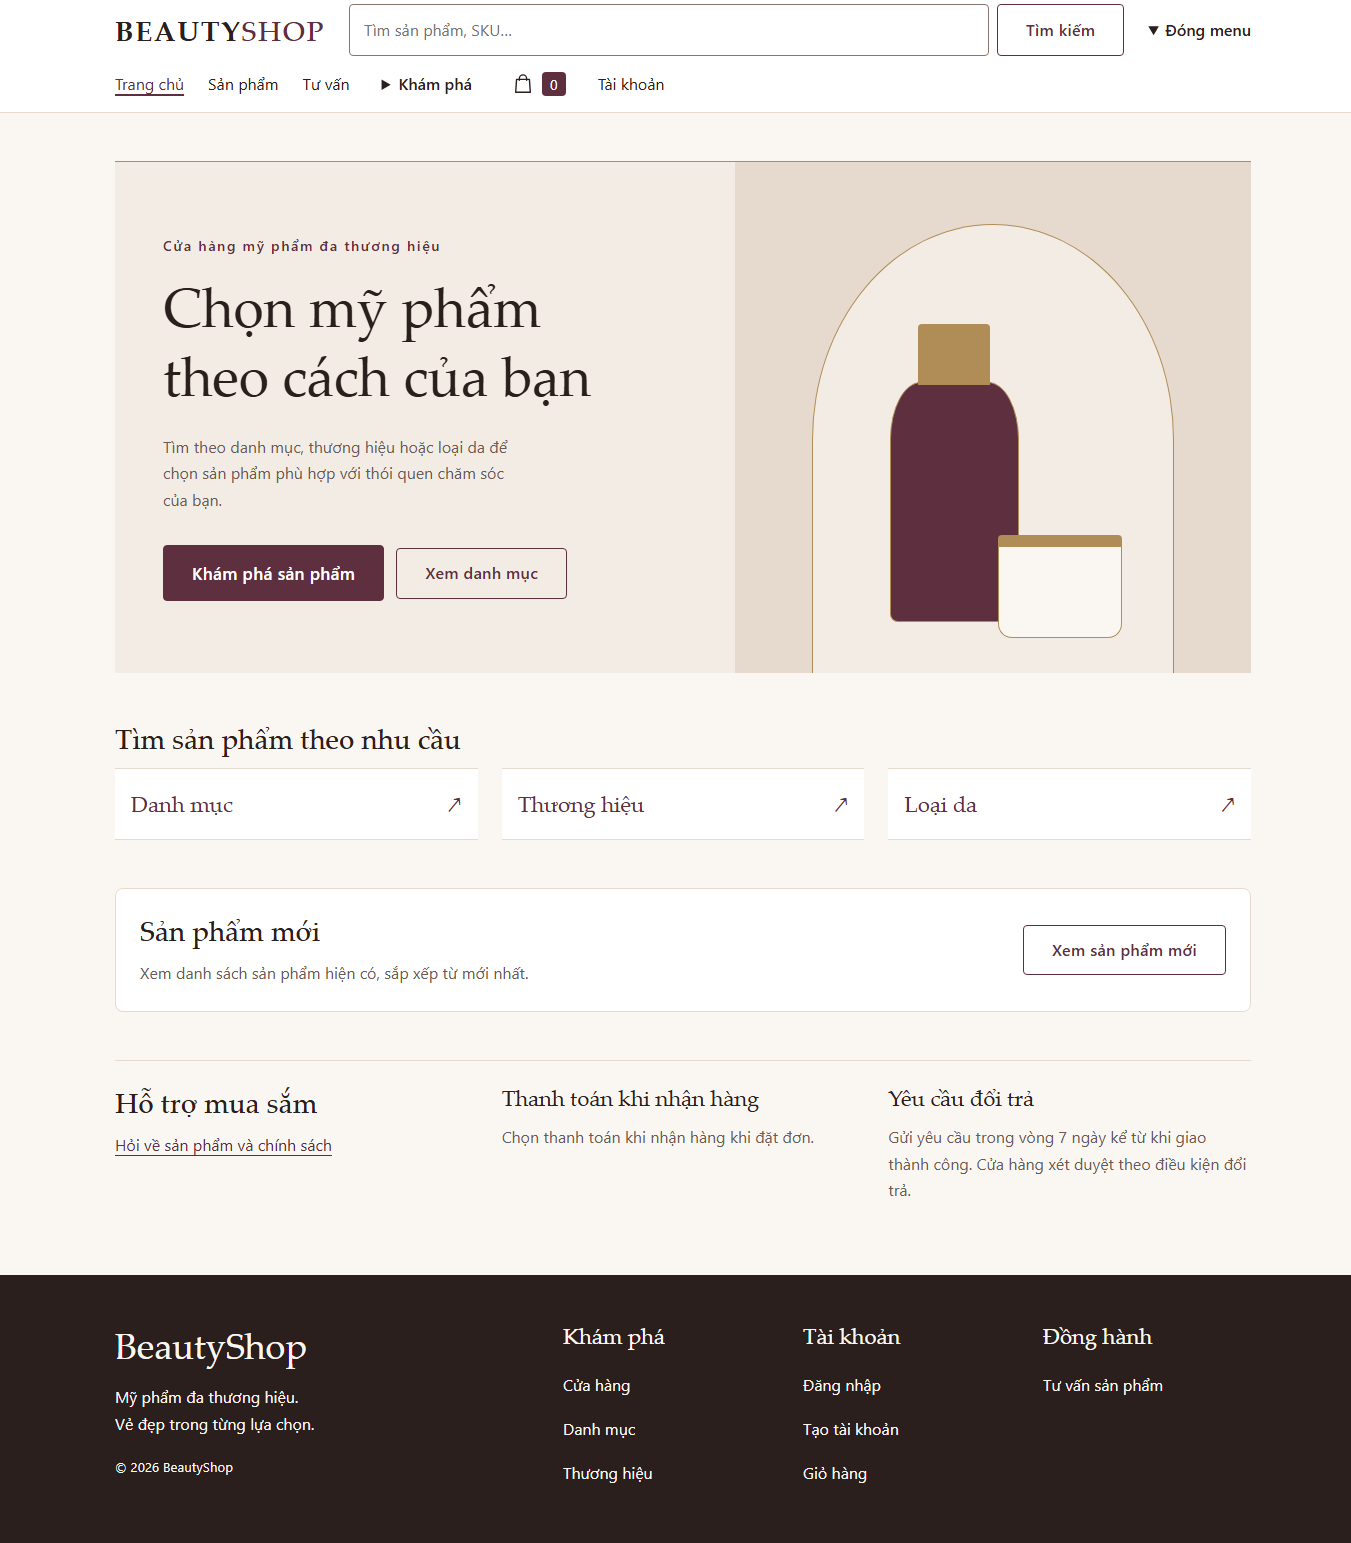 BEAUTYSHOP
Tìm sản phẩm, SKU...
Tìm kiếm
▼ Đóng menu
Trang chủ
Sản phẩm
Tư vấn
▶ Khám phá
0
Tài khoản
Cửa hàng mỹ phẩm đa thương hiệu
Chọn mỹ phẩm
theo cách của bạn
Tìm theo danh mục, thương hiệu hoặc loại da để
chọn sản phẩm phù hợp với thói quen chăm sóc
của bạn.
Khám phá sản phẩm
Xem danh mục
Tìm sản phẩm theo nhu cầu
Danh mục ↗
Thương hiệu ↗
Loại da ↗
Sản phẩm mới
Xem danh sách sản phẩm hiện có, sắp xếp từ mới nhất.
Xem sản phẩm mới
Hỗ trợ mua sắm
Hỏi về sản phẩm và chính sách
Thanh toán khi nhận hàng
Chọn thanh toán khi nhận hàng khi đặt đơn.
Yêu cầu đổi trả
Gửi yêu cầu trong vòng 7 ngày kể từ khi giao
thành công. Cửa hàng xét duyệt theo điều kiện đổi
trả.
BeautyShop
Mỹ phẩm đa thương hiệu.
Vẻ đẹp trong từng lựa chọn.
© 2026 BeautyShop
Khám phá
Cửa hàng
Danh mục
Thương hiệu
Tài khoản
Đăng nhập
Tạo tài khoản
Giỏ hàng
Đồng hành
Tư vấn sản phẩm